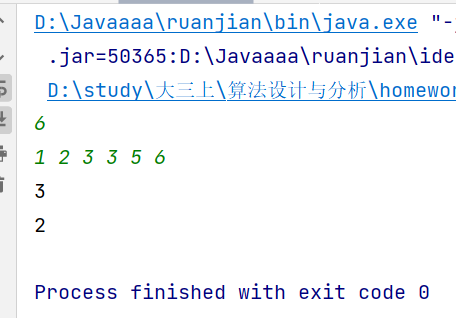 D:\Javaaaa\ruanjian\bin\java.exe "-
.jar=50365:D:\Javaaaa\ruanjian\ide
D:\study\大三上\算法设计与分析\homewor
6
1 2 3 3 5 6
3
2
Process finished with exit code 0